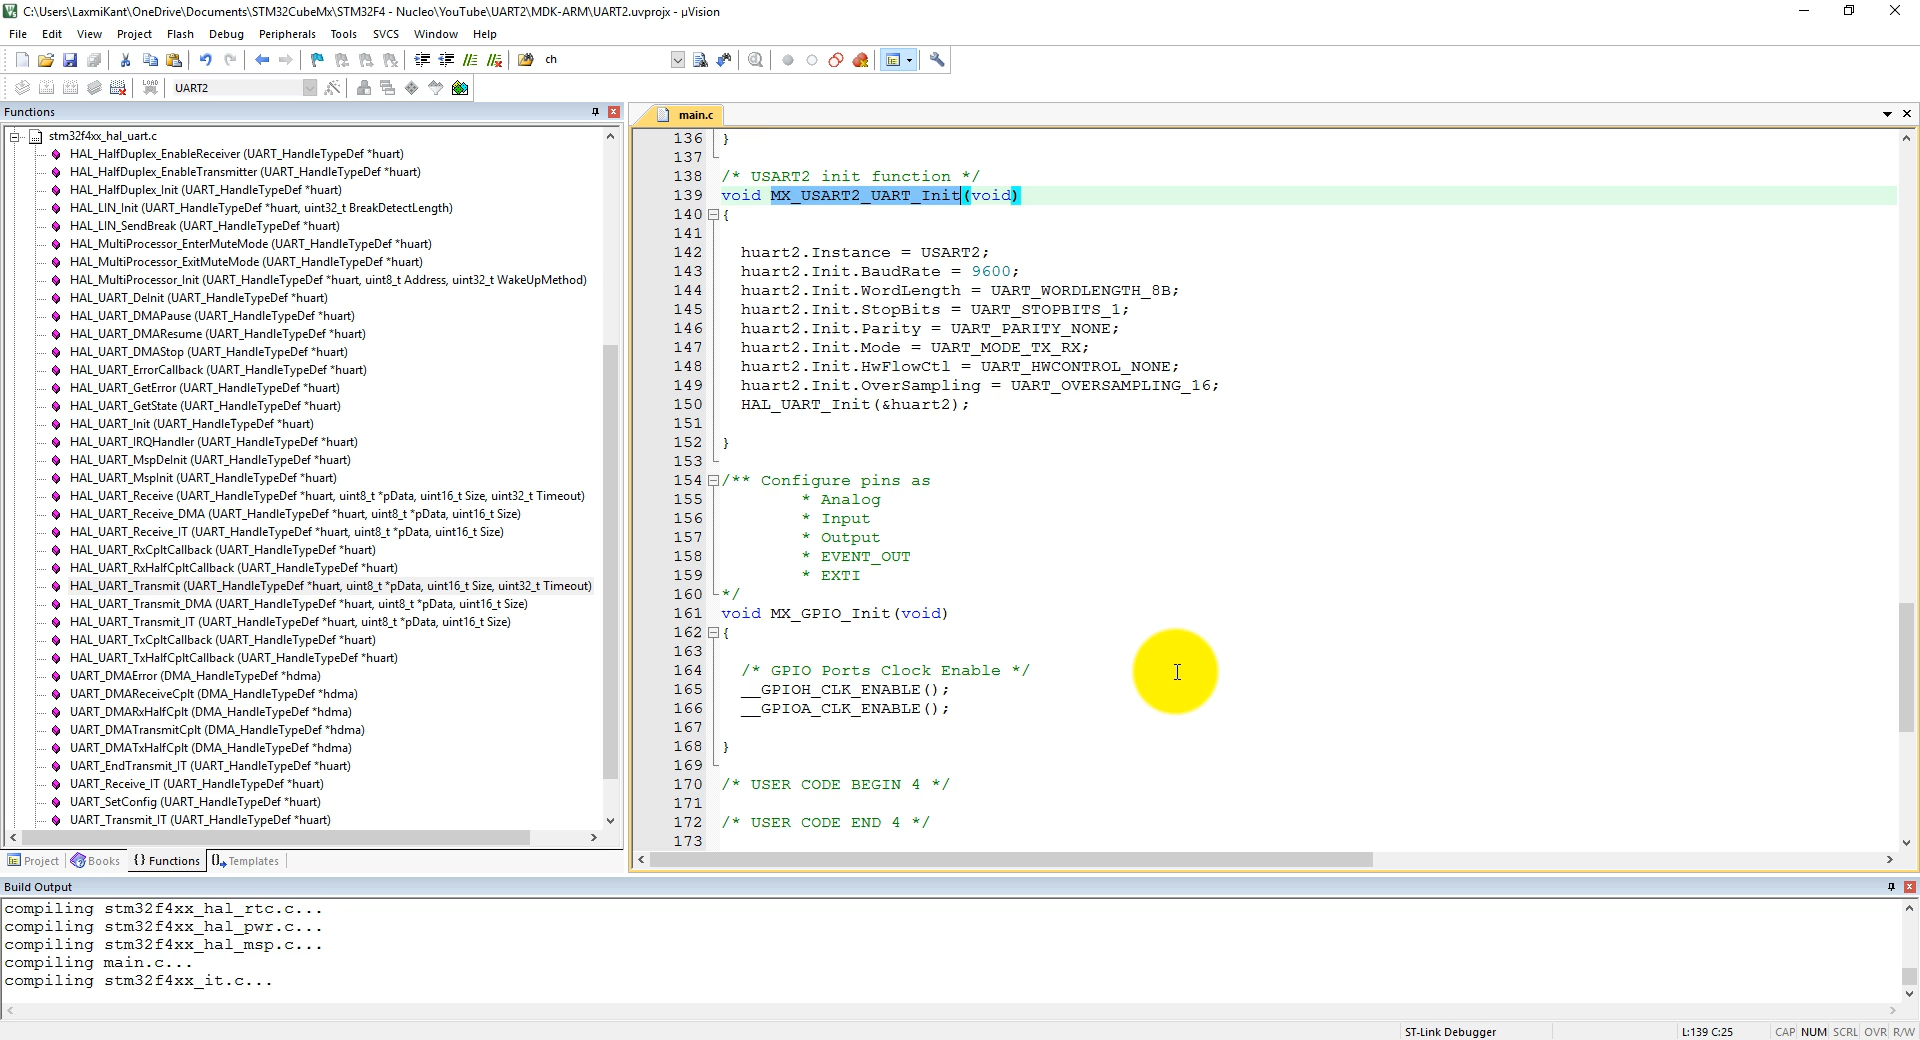 C:\Users\LaxmiKant\OneDrive\Documents\STM32CubeMx\STM32F4 - Nucleo\YouTube\UART2\MDK-ARM\UART2.uvprojx - µVision
File Edit View Project Flash Debug Peripherals Tools SVCS Window Help
ch
LOAD UART2
Functions
stm32f4xx_hal_uart.c
HAL_HalfDuplex_EnableReceiver (UART_HandleTypeDef *huart)
HAL_HalfDuplex_EnableTransmitter (UART_HandleTypeDef *huart)
HAL_HalfDuplex_Init (UART_HandleTypeDef *huart)
HAL_LIN_Init (UART_HandleTypeDef *huart, uint32_t BreakDetectLength)
HAL_LIN_SendBreak (UART_HandleTypeDef *huart)
HAL_MultiProcessor_EnterMuteMode (UART_HandleTypeDef *huart)
HAL_MultiProcessor_ExitMuteMode (UART_HandleTypeDef *huart)
HAL_MultiProcessor_Init (UART_HandleTypeDef *huart, uint8_t Address, uint32_t WakeUpMethod)
HAL_UART_DeInit (UART_HandleTypeDef *huart)
HAL_UART_DMAPause (UART_HandleTypeDef *huart)
HAL_UART_DMAResume (UART_HandleTypeDef *huart)
HAL_UART_DMAStop (UART_HandleTypeDef *huart)
HAL_UART_ErrorCallback (UART_HandleTypeDef *huart)
HAL_UART_GetError (UART_HandleTypeDef *huart)
HAL_UART_GetState (UART_HandleTypeDef *huart)
HAL_UART_Init (UART_HandleTypeDef *huart)
HAL_UART_IRQHandler (UART_HandleTypeDef *huart)
HAL_UART_MspDeInit (UART_HandleTypeDef *huart)
HAL_UART_MspInit (UART_HandleTypeDef *huart)
HAL_UART_Receive (UART_HandleTypeDef *huart, uint8_t *pData, uint16_t Size, uint32_t Timeout)
HAL_UART_Receive_DMA (UART_HandleTypeDef *huart, uint8_t *pData, uint16_t Size)
HAL_UART_Receive_IT (UART_HandleTypeDef *huart, uint8_t *pData, uint16_t Size)
HAL_UART_RxCpltCallback (UART_HandleTypeDef *huart)
HAL_UART_RxHalfCpltCallback (UART_HandleTypeDef *huart)
HAL_UART_Transmit (UART_HandleTypeDef *huart, uint8_t *pData, uint16_t Size, uint32_t Timeout)
HAL_UART_Transmit_DMA (UART_HandleTypeDef *huart, uint8_t *pData, uint16_t Size)
HAL_UART_Transmit_IT (UART_HandleTypeDef *huart, uint8_t *pData, uint16_t Size)
HAL_UART_TxCpltCallback (UART_HandleTypeDef *huart)
HAL_UART_TxHalfCpltCallback (UART_HandleTypeDef *huart)
UART_DMAError (DMA_HandleTypeDef *hdma)
UART_DMAReceiveCplt (DMA_HandleTypeDef *hdma)
UART_DMARxHalfCplt (DMA_HandleTypeDef *hdma)
UART_DMATransmitCplt (DMA_HandleTypeDef *hdma)
UART_DMATxHalfCplt (DMA_HandleTypeDef *hdma)
UART_EndTransmit_IT (UART_HandleTypeDef *huart)
UART_Receive_IT (UART_HandleTypeDef *huart)
UART_SetConfig (UART_HandleTypeDef *huart)
UART_Transmit_IT (UART_HandleTypeDef *huart)
Project Books {} Functions Templates
main.c
136 }
137
138 /* USART2 init function */
139 void MX_USART2_UART_Init(void)
140 {
141
142 huart2.Instance = USART2;
143 huart2.Init.BaudRate = 9600;
144 huart2.Init.WordLength = UART_WORDLENGTH_8B;
145 huart2.Init.StopBits = UART_STOPBITS_1;
146 huart2.Init.Parity = UART_PARITY_NONE;
147 huart2.Init.Mode = UART_MODE_TX_RX;
148 huart2.Init.HwFlowCtl = UART_HWCONTROL_NONE;
149 huart2.Init.OverSampling = UART_OVERSAMPLING_16;
150 HAL_UART_Init(&huart2);
151
152 }
153
154 /** Configure pins as
155 * Analog
156 * Input
157 * Output
158 * EVENT_OUT
159 * EXTI
160 */
161 void MX_GPIO_Init(void)
162 {
163
164 /* GPIO Ports Clock Enable */
165 __GPIOH_CLK_ENABLE();
166 __GPIOA_CLK_ENABLE();
167
168 }
169
170 /* USER CODE BEGIN 4 */
171
172 /* USER CODE END 4 */
173
Build Output
compiling stm32f4xx_hal_rtc.c...
compiling stm32f4xx_hal_pwr.c...
compiling stm32f4xx_hal_msp.c...
compiling main.c...
compiling stm32f4xx_it.c...
ST-Link Debugger L:139 C:25 CAP NUM SCRL OVR R/W